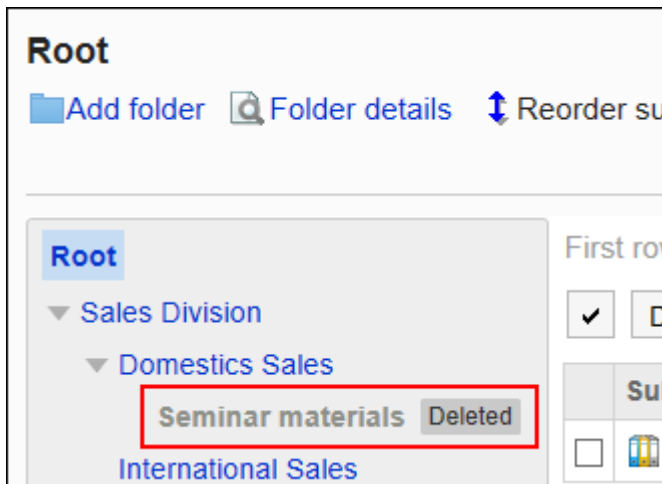 Root
Add folder Folder details Reorder su
Root
First ro
Sales Division
D
Domestics Sales
Su
Seminar materials Deleted
International Sales